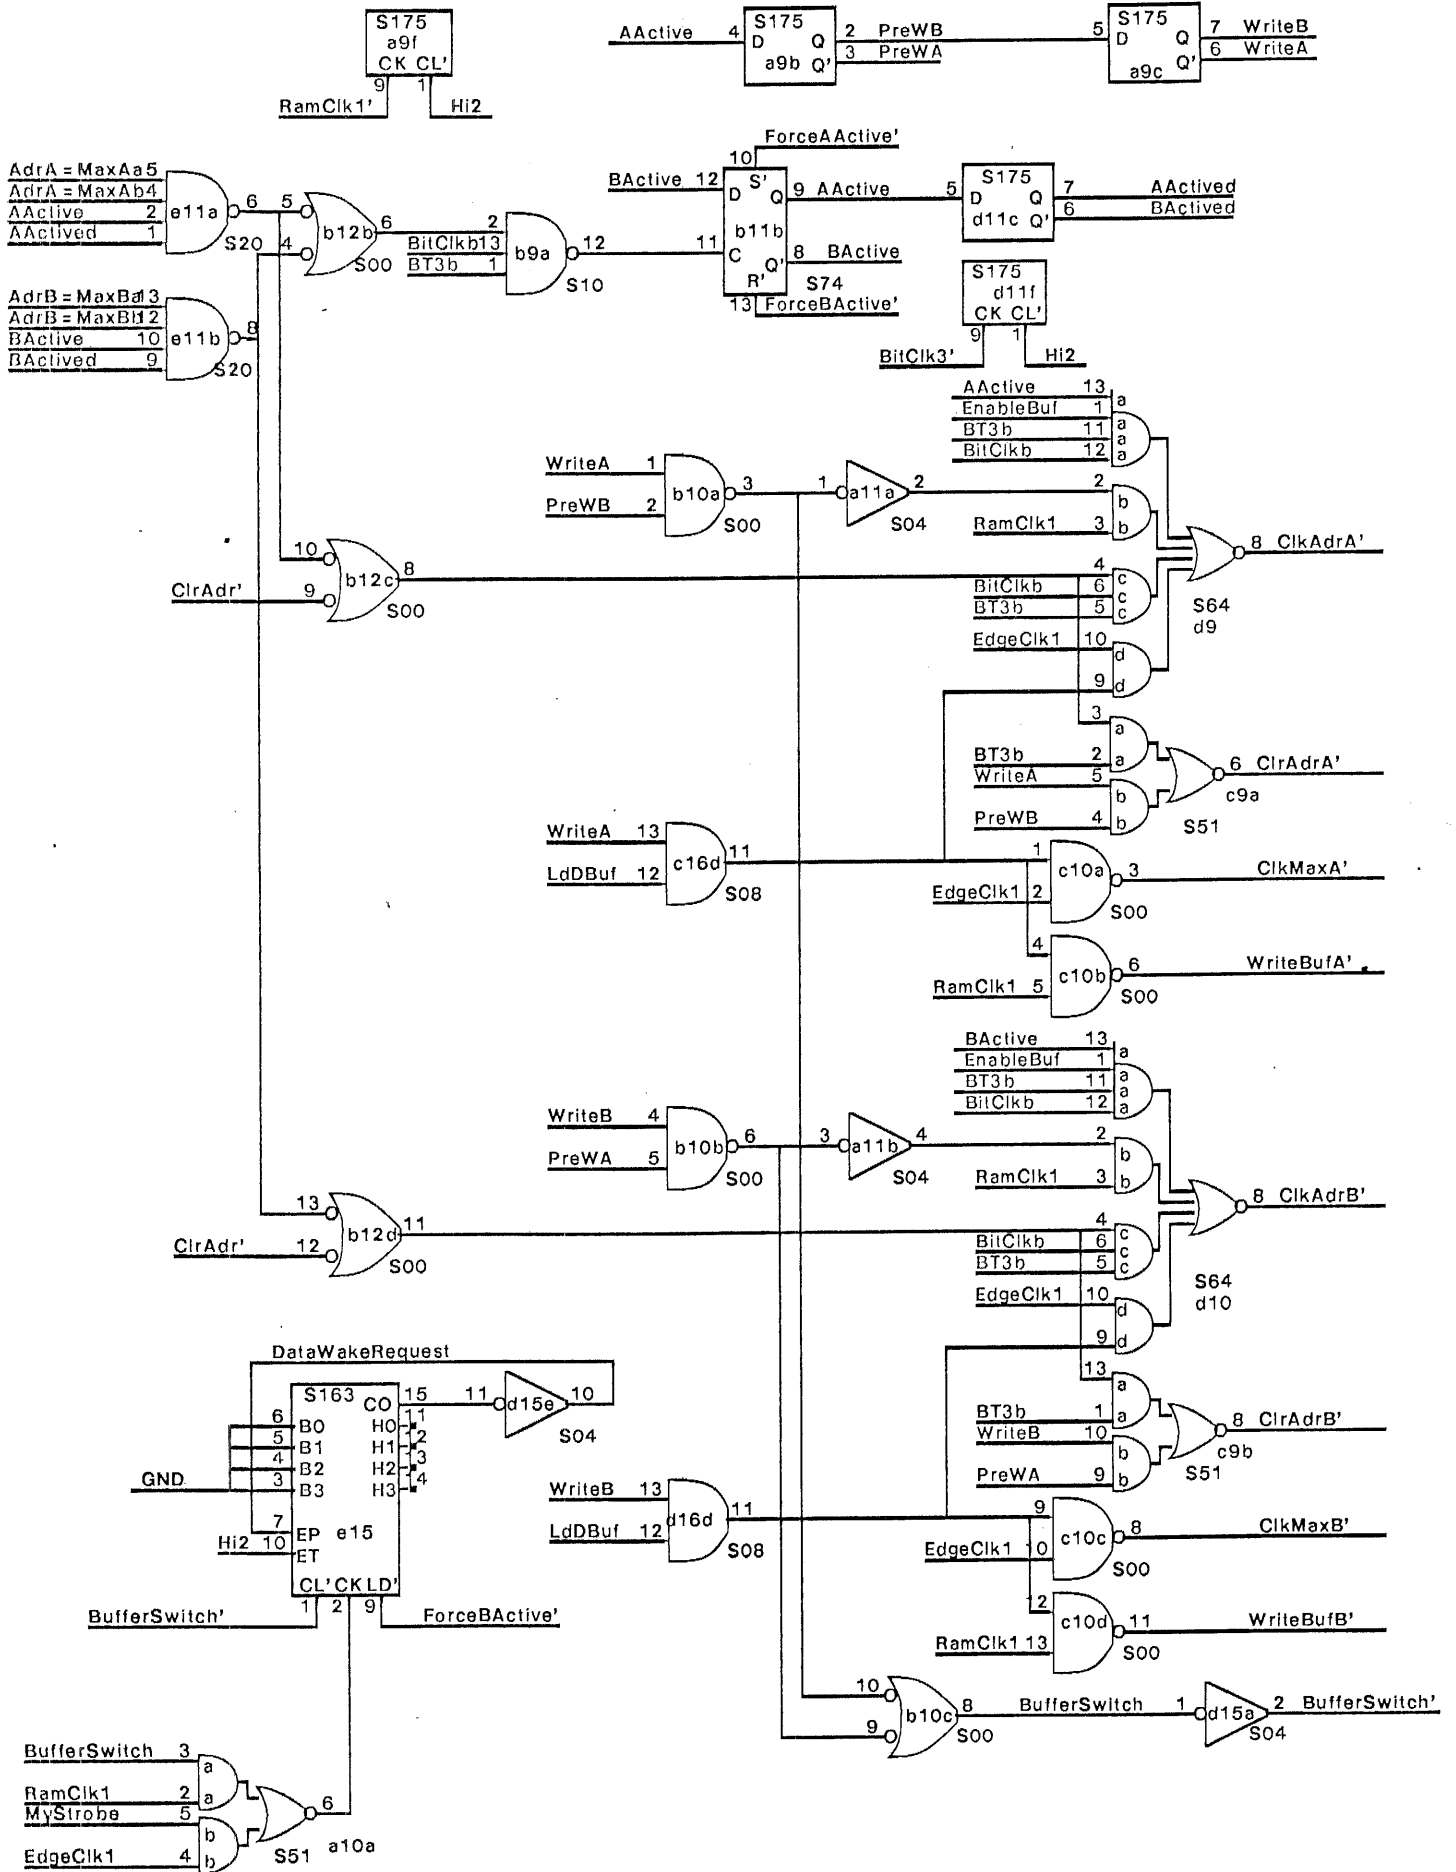 S175
a9f
CK CL'
9 1
RamClk1' Hi2
AActive 4 D S175 Q 2 PreWB
a9b Q' 3 PreWA
5 D S175 Q 7 WriteB
a9c Q' 6 WriteA
AdrA = MaxAa 5
AdrA = MaxAb 4
AActive 2
AActived 1
e11a 6 S20
5 4 b12b 6 S00
AdrB = MaxBa 13
AdrB = MaxBb 12
BActive 10
BActived 9
e11b 8 S20
2
BitClkb 13
BT3b 1
b9a 12 S10
ForceAActive'
10
BActive 12 D S' Q 9 AActive
b11b
11 C Q' 8 BActive
R' S74
13 ForceBActive'
S175
5 D Q 7 AActived
d11c Q' 6 BActived
S175
d11f
CK CL'
9 1
BitClk3' Hi2
AActive 13 a
EnableBuf 1 a
BT3b 11 a
BitClkb 12 a
WriteA 1
PreWB 2
b10a 3 S00
1 a11a 2 S04
2 b
RamClk1 3 b
8 ClkAdrA'
10
ClrAdr' 9
b12c 8 S00
4 c
BitClkb 6 c
BT3b 5 c
S64
d9
EdgeClk1 10 d
9 d
3 a
BT3b 2 a
WriteA 5 b
PreWB 4 b
6 ClrAdrA'
c9a
S51
WriteA 13
LdDBuf 12
c16d 11 S08
1
EdgeClk1 2
c10a 3 ClkMaxA'
S00
4
RamClk1 5
c10b 6 WriteBufA'
S00
BActive 13 a
EnableBuf 1 a
BT3b 11 a
BitClkb 12 a
WriteB 4
PreWA 5
b10b 6 S00
3 a11b 4 S04
2 b
RamClk1 3 b
8 ClkAdrB'
13
ClrAdr' 12
b12d 11 S00
4 c
BitClkb 6 c
BT3b 5 c
S64
d10
EdgeClk1 10 d
9 d
13 a
BT3b 1 a
WriteB 10 b
PreWA 9 b
8 ClrAdrB'
c9b
S51
DataWakeRequest
S163
CO 15 11 d15e 10 S04
6 B0 H0 11
5 B1 H1 12
4 B2 H2 13
3 B3 H3 14
GND
7 EP e15
Hi2 10 ET
CL' CK LD'
1 2 9
BufferSwitch' ForceBActive'
WriteB 13
LdDBuf 12
d16d 11 S08
9
EdgeClk1 10
c10c 8 ClkMaxB'
S00
12
RamClk1 13
c10d 11 WriteBufB'
S00
10
9
b10c 8 BufferSwitch
S00
1 d15a 2 BufferSwitch'
S04
BufferSwitch 3 a
RamClk1 2 a
MyStrobe 5 b
EdgeClk1 4 b
6
S51 a10a